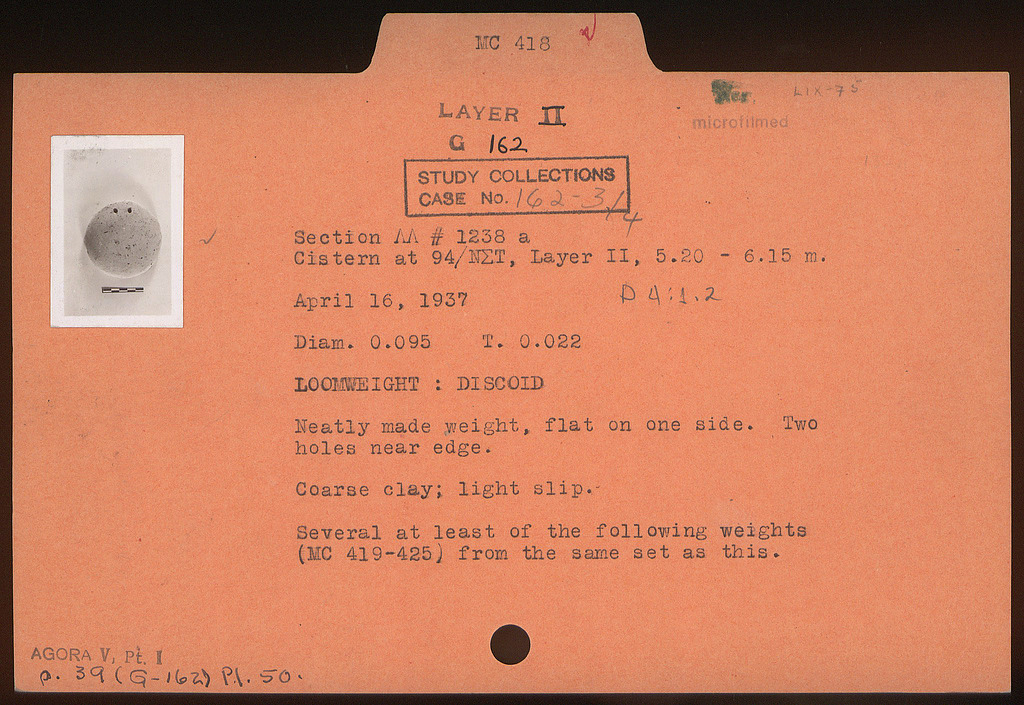 MC 418
LIX-75
LAYER II
microfilmed
G 162
STUDY COLLECTIONS
CASE No. 162-3/4
Section ΛΛ # 1238 a
Cistern at 94/ΝΣΤ, Layer II, 5.20 - 6.15 m.
April 16, 1937
D 4:1.2
Diam. 0.095 T. 0.022
LOOMWEIGHT : DISCOID
Neatly made weight, flat on one side. Two
holes near edge.
Coarse clay; light slip.
Several at least of the following weights
(MC 419-425) from the same set as this.
AGORA V, Pt. I
p. 39 (G-162) Pl. 50.